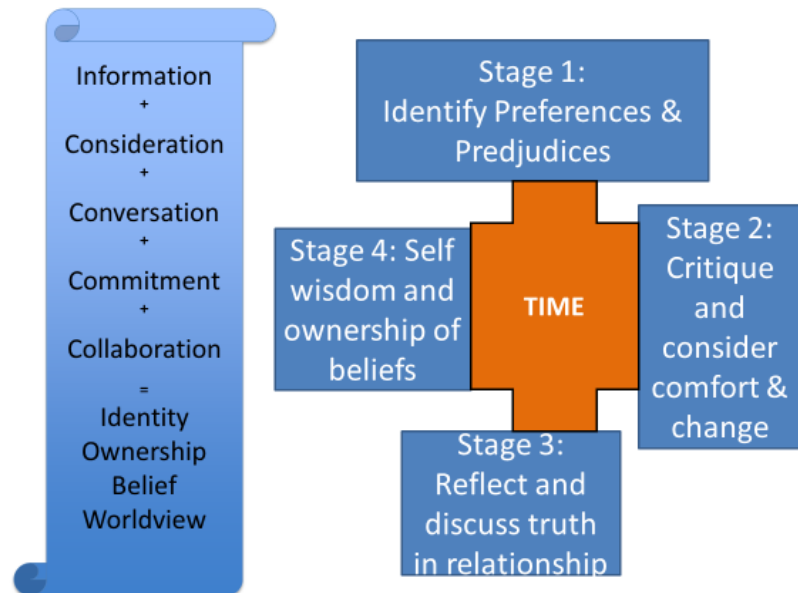 Information
+
Consideration
+
Conversation
+
Commitment
+
Collaboration
=
Identity
Ownership
Belief
Worldview
Stage 1:
Identify Preferences &
Predjudices
Stage 2:
Critique
and
consider
comfort &
change
Stage 3:
Reflect and
discuss truth
in relationship
Stage 4: Self
wisdom and
ownership of
beliefs
TIME